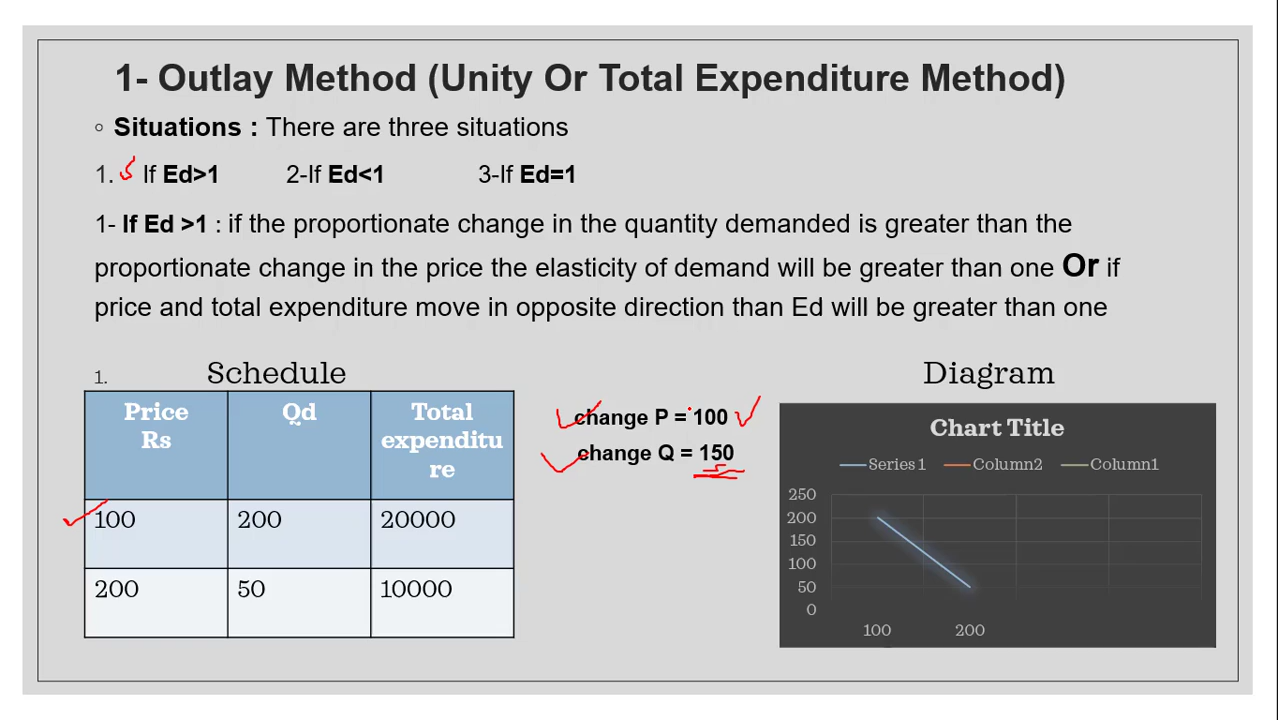 1- Outlay Method (Unity Or Total Expenditure Method)
◦ Situations : There are three situations
1. If Ed>1 2-If Ed<1 3-If Ed=1
1- If Ed >1 : if the proportionate change in the quantity demanded is greater than the
proportionate change in the price the elasticity of demand will be greater than one Or if
price and total expenditure move in opposite direction than Ed will be greater than one
1. Schedule
Price Rs Qd Total expenditu re
100 200 20000
200 50 10000
change P = 100
change Q = 150
Diagram
Chart Title
Series1 Column2 Column1
250
200
150
100
50
0
100 200